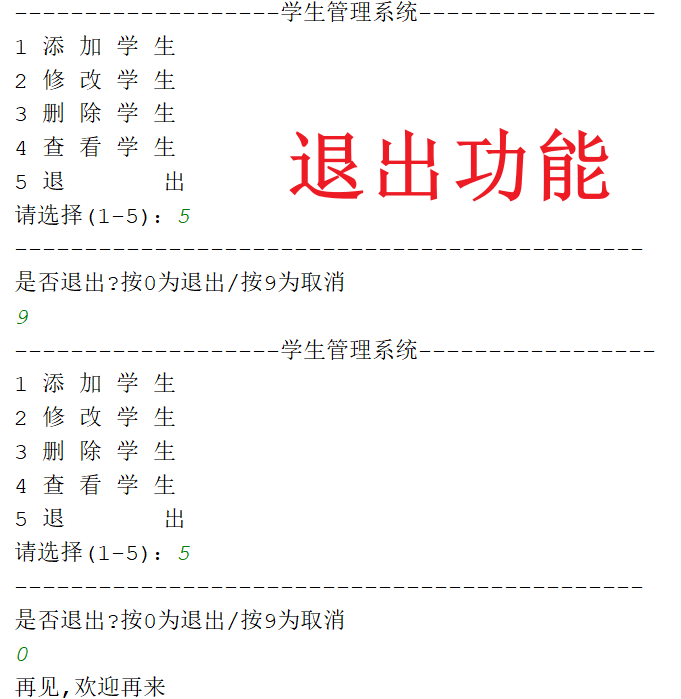 -------------------学生管理系统-----------------
1 添 加 学 生
2 修 改 学 生
3 删 除 学 生
4 查 看 学 生
5 退 出
退出功能
请选择(1-5): 5
---------------------------------------------
是否退出?按0为退出/按9为取消
9
-------------------学生管理系统-----------------
1 添 加 学 生
2 修 改 学 生
3 删 除 学 生
4 查 看 学 生
5 退 出
请选择(1-5): 5
---------------------------------------------
是否退出?按0为退出/按9为取消
0
再见,欢迎再来